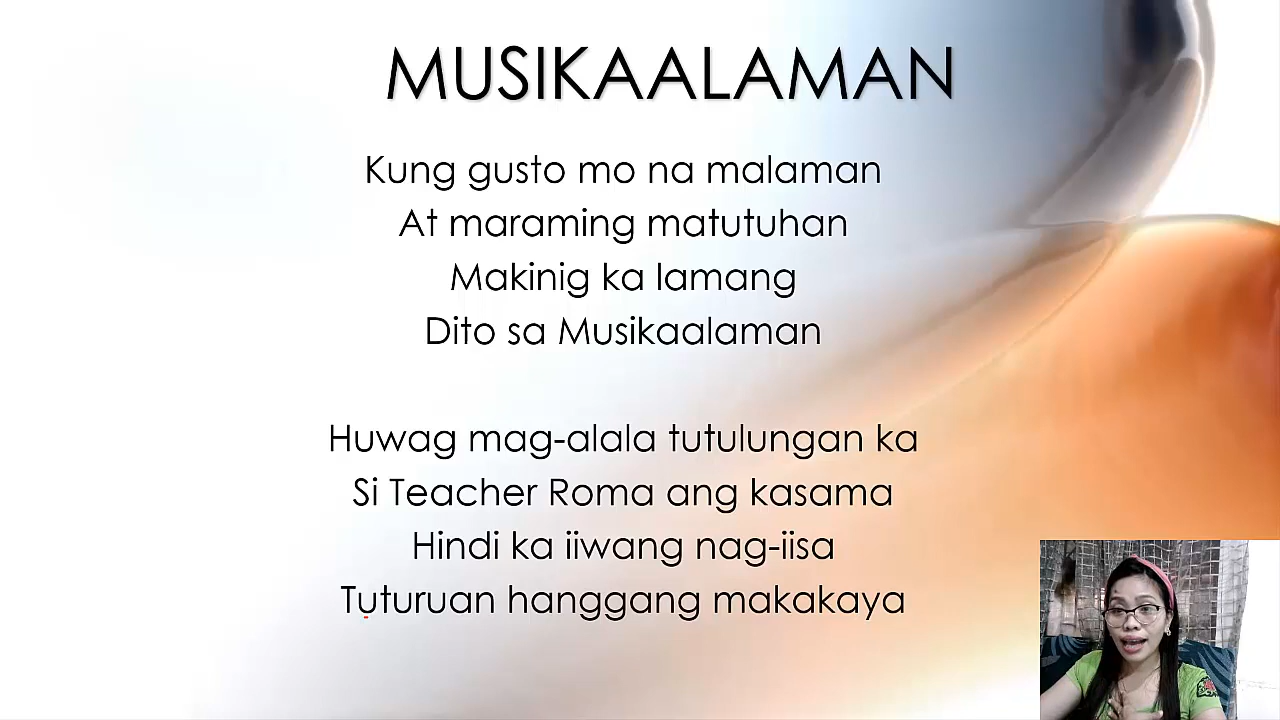 MUSIKAALAMAN
Kung gusto mo na malaman
At maraming matutuhan
Makinig ka lamang
Dito sa Musikaalaman
Huwag mag-alala tutulungan ka
Si Teacher Roma ang kasama
Hindi ka iiwang nag-iisa
Tuturuan hanggang makakaya